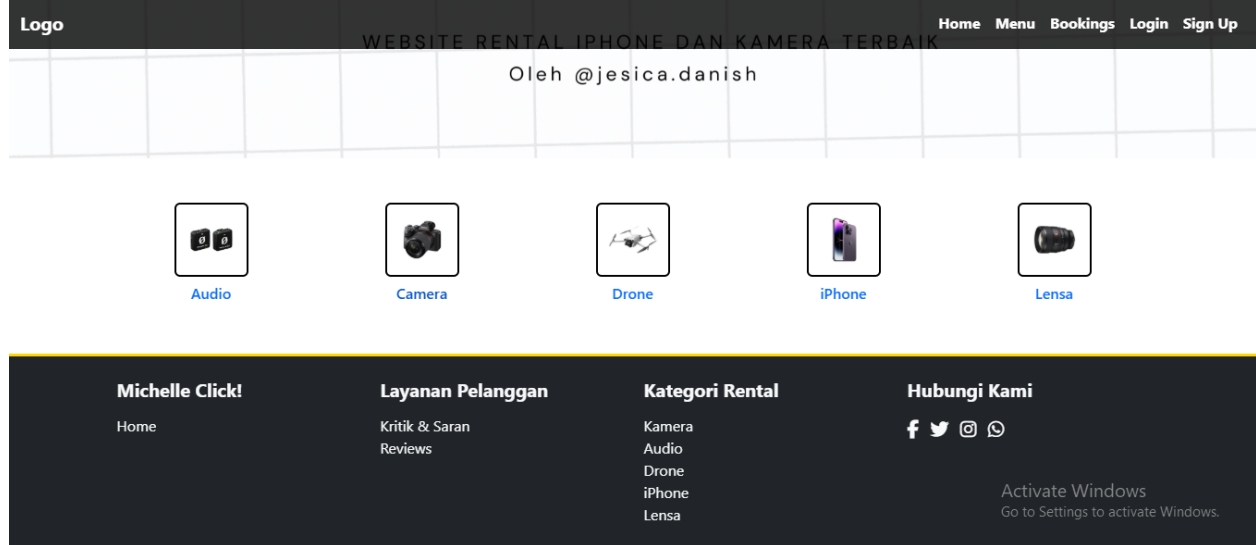 Logo
Home Menu Bookings Login Sign Up
WEBSITE RENTAL IPHONE DAN KAMERA TERBAIK
Oleh @jesica.danish
Audio Camera Drone iPhone Lensa
Michelle Click!
Home
Layanan Pelanggan
Kritik & Saran
Reviews
Kategori Rental
Kamera
Audio
Drone
iPhone
Lensa
Hubungi Kami
Activate Windows
Go to Settings to activate Windows.